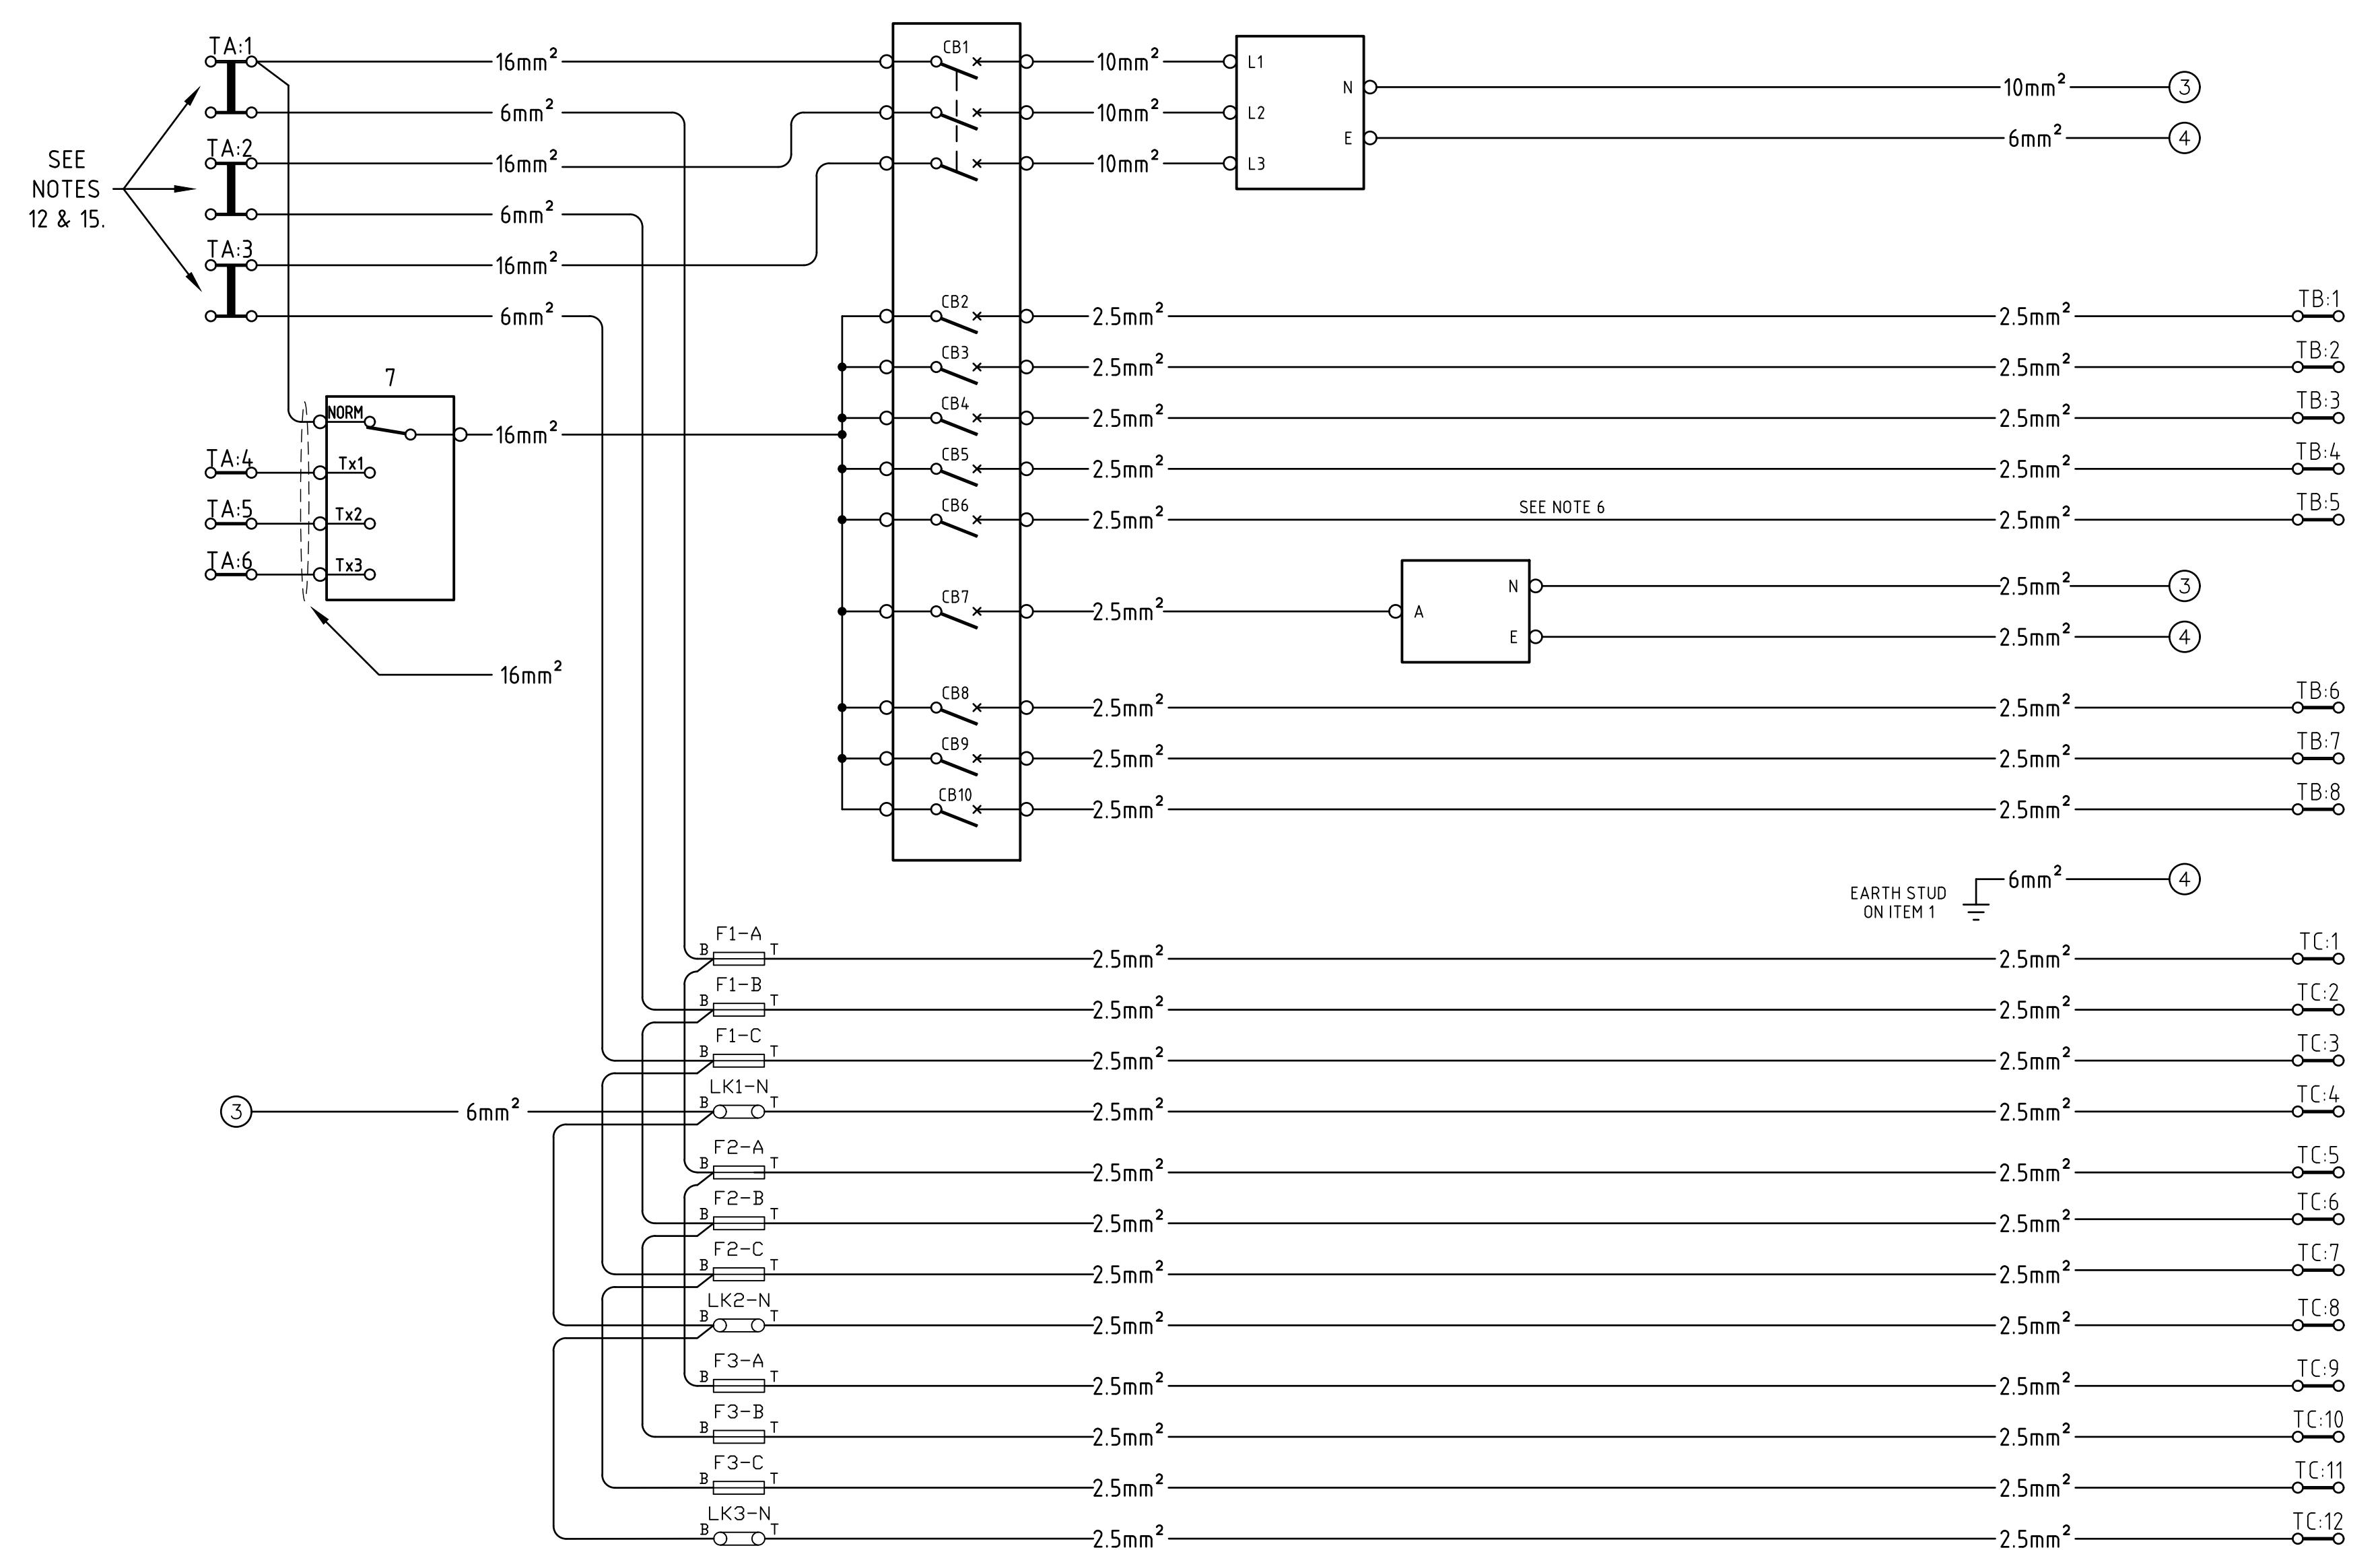 TA:1
16mm²
CB1
10mm²
L1
N
10mm²
3
6mm²
10mm²
L2
E
6mm²
4
TA:2
16mm²
10mm²
L3
SEE
NOTES
12 & 15.
6mm²
TA:3
16mm²
6mm²
CB2
2.5mm²
2.5mm²
TB:1
CB3
2.5mm²
2.5mm²
TB:2
7
NORM
CB4
2.5mm²
2.5mm²
TB:3
16mm²
TA:4
Tx1
CB5
2.5mm²
2.5mm²
TB:4
TA:5
Tx2
CB6
2.5mm²
SEE NOTE 6
2.5mm²
TB:5
TA:6
Tx3
CB7
2.5mm²
A
N
2.5mm²
3
E
2.5mm²
4
16mm²
CB8
2.5mm²
2.5mm²
TB:6
CB9
2.5mm²
2.5mm²
TB:7
CB10
2.5mm²
2.5mm²
TB:8
EARTH STUD
ON ITEM 1
6mm²
4
F1-A
B
T
2.5mm²
2.5mm²
TC:1
F1-B
B
T
2.5mm²
2.5mm²
TC:2
F1-C
B
T
2.5mm²
2.5mm²
TC:3
3
6mm²
LK1-N
B
T
2.5mm²
2.5mm²
TC:4
F2-A
B
T
2.5mm²
2.5mm²
TC:5
F2-B
B
T
2.5mm²
2.5mm²
TC:6
F2-C
B
T
2.5mm²
2.5mm²
TC:7
LK2-N
B
T
2.5mm²
2.5mm²
TC:8
F3-A
B
T
2.5mm²
2.5mm²
TC:9
F3-B
B
T
2.5mm²
2.5mm²
TC:10
F3-C
B
T
2.5mm²
2.5mm²
TC:11
LK3-N
B
T
2.5mm²
2.5mm²
TC:12